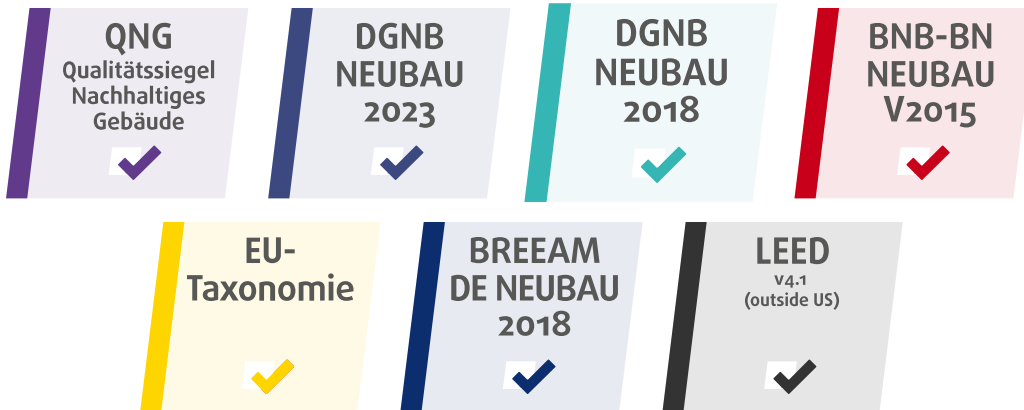 QNG
Qualitätssiegel
Nachhaltiges
Gebäude
DGNB
NEUBAU
2023
DGNB
NEUBAU
2018
BNB-BN
NEUBAU
V2015
EU-
Taxonomie
BREEAM
DE NEUBAU
2018
LEED
v4.1
(outside US)